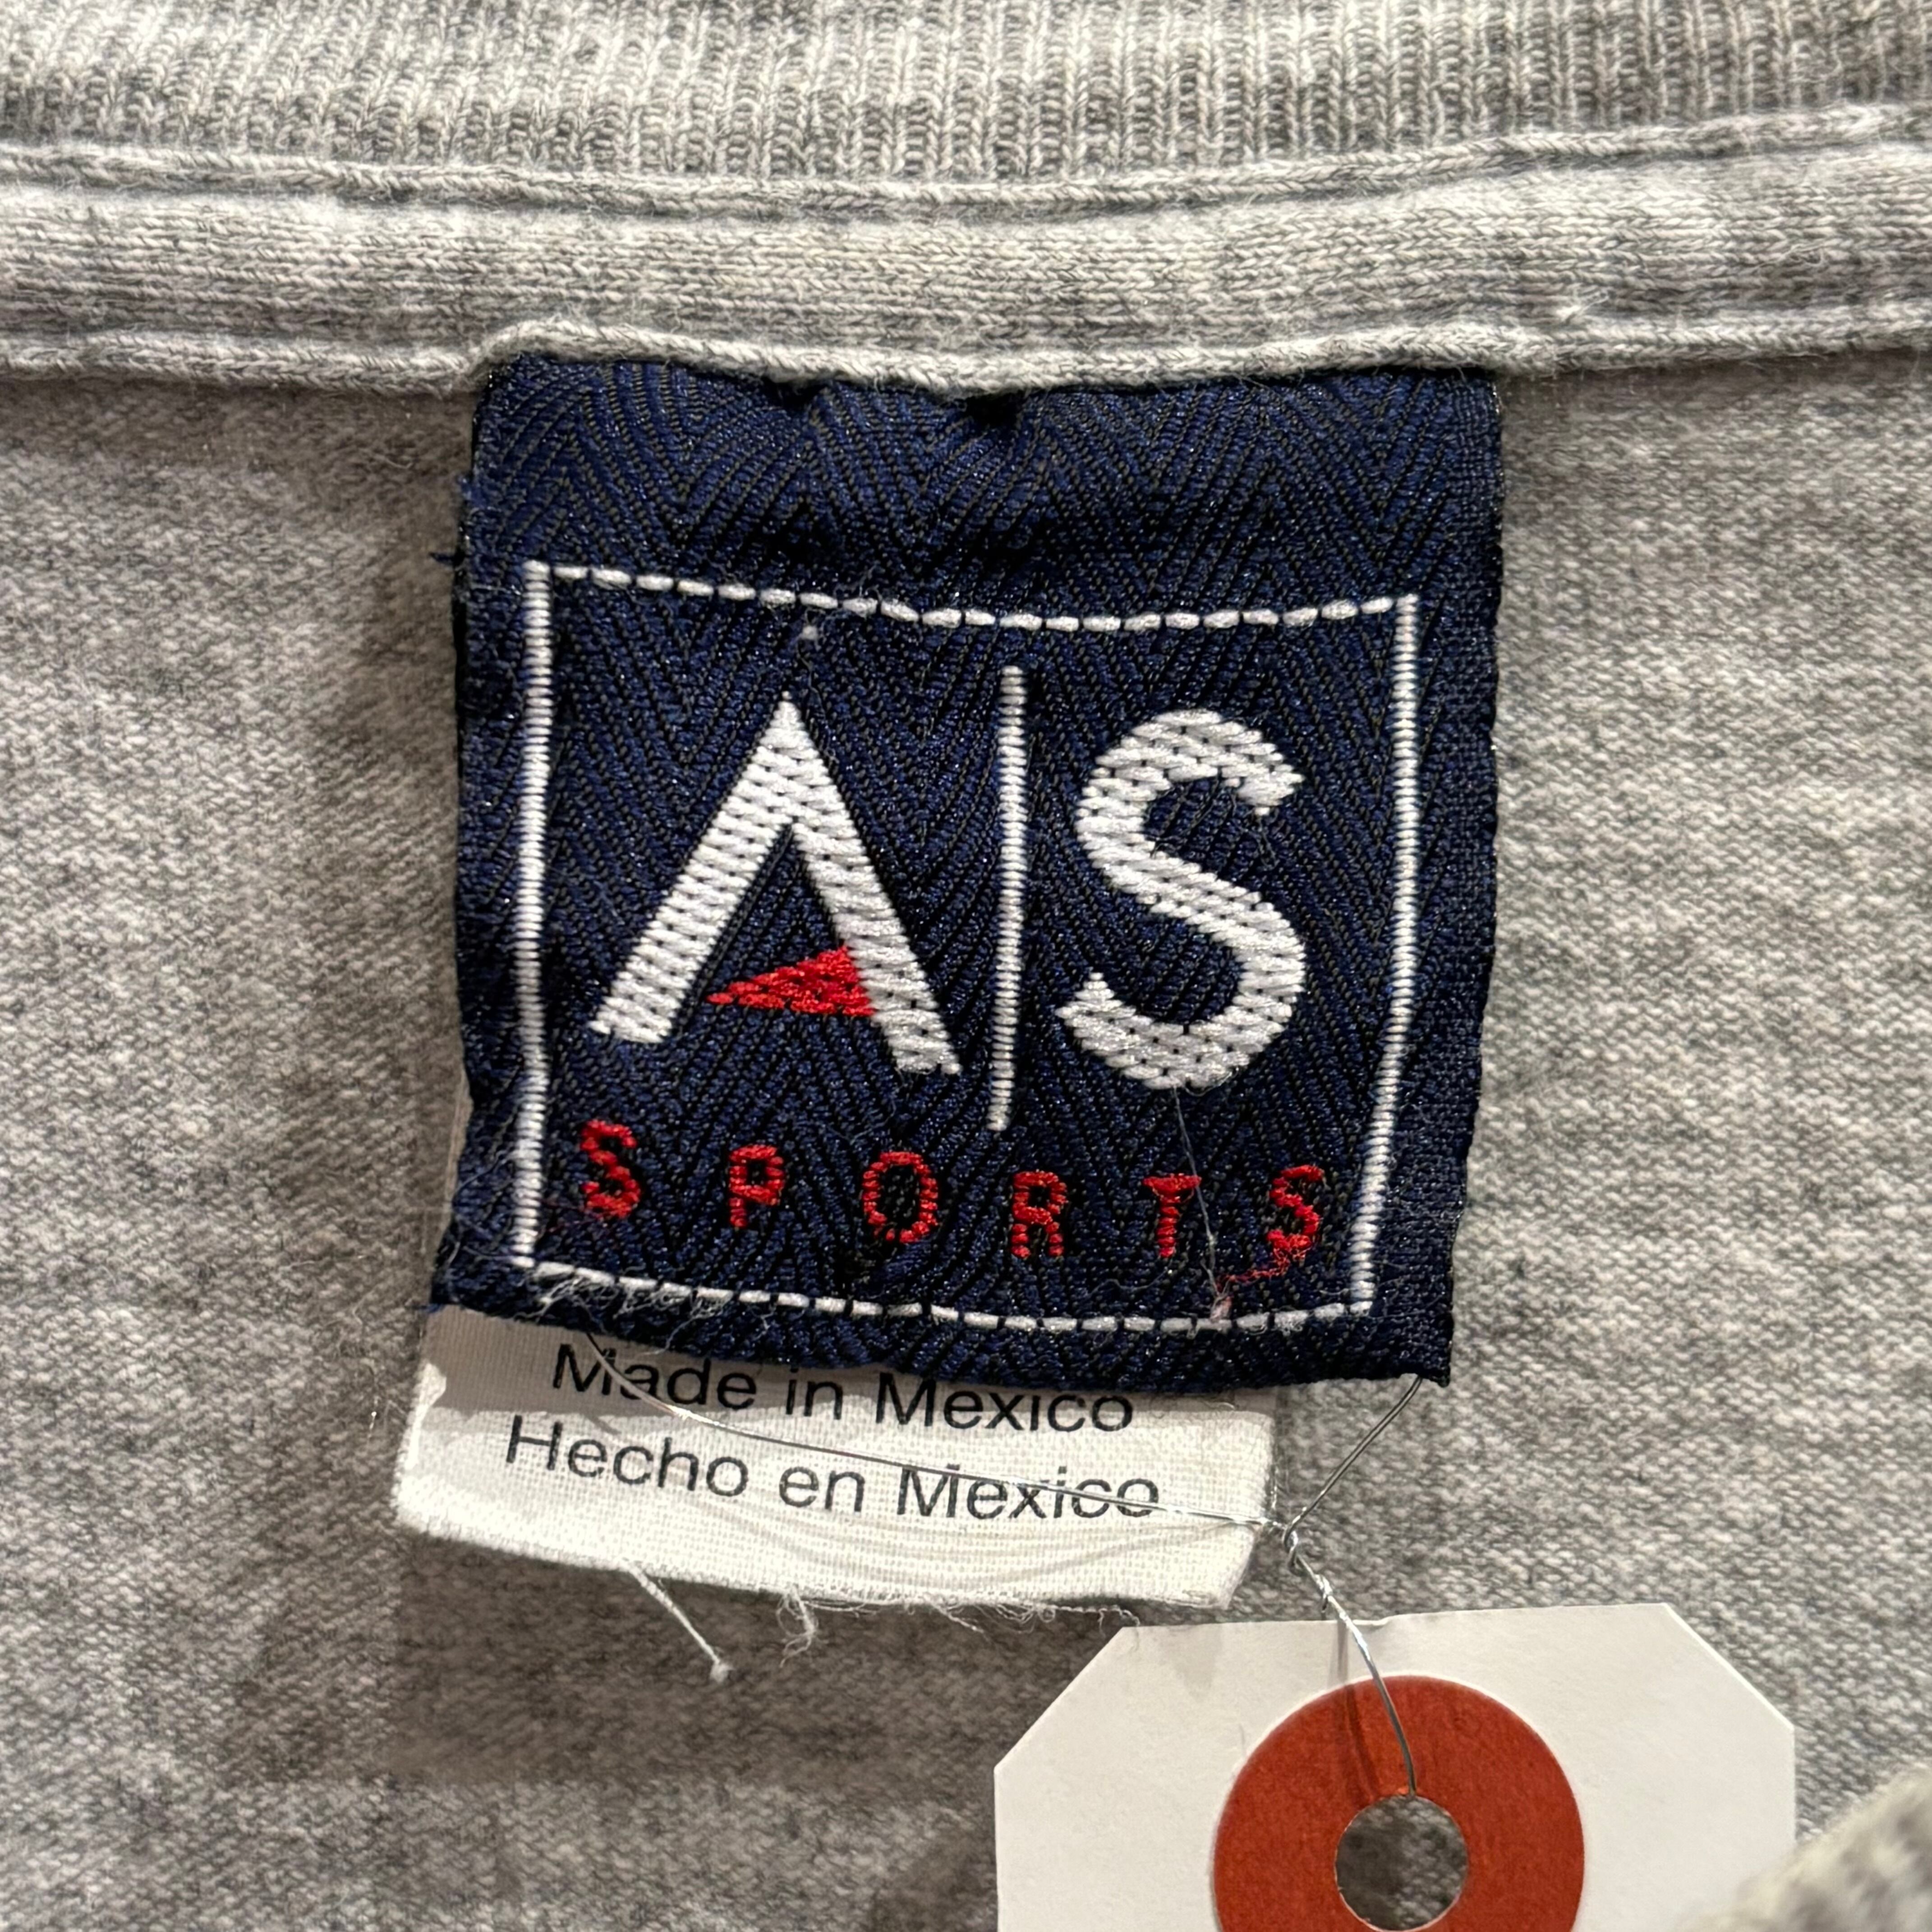 A|S
SPORTS
Made in Mexico
Hecho en Mexico